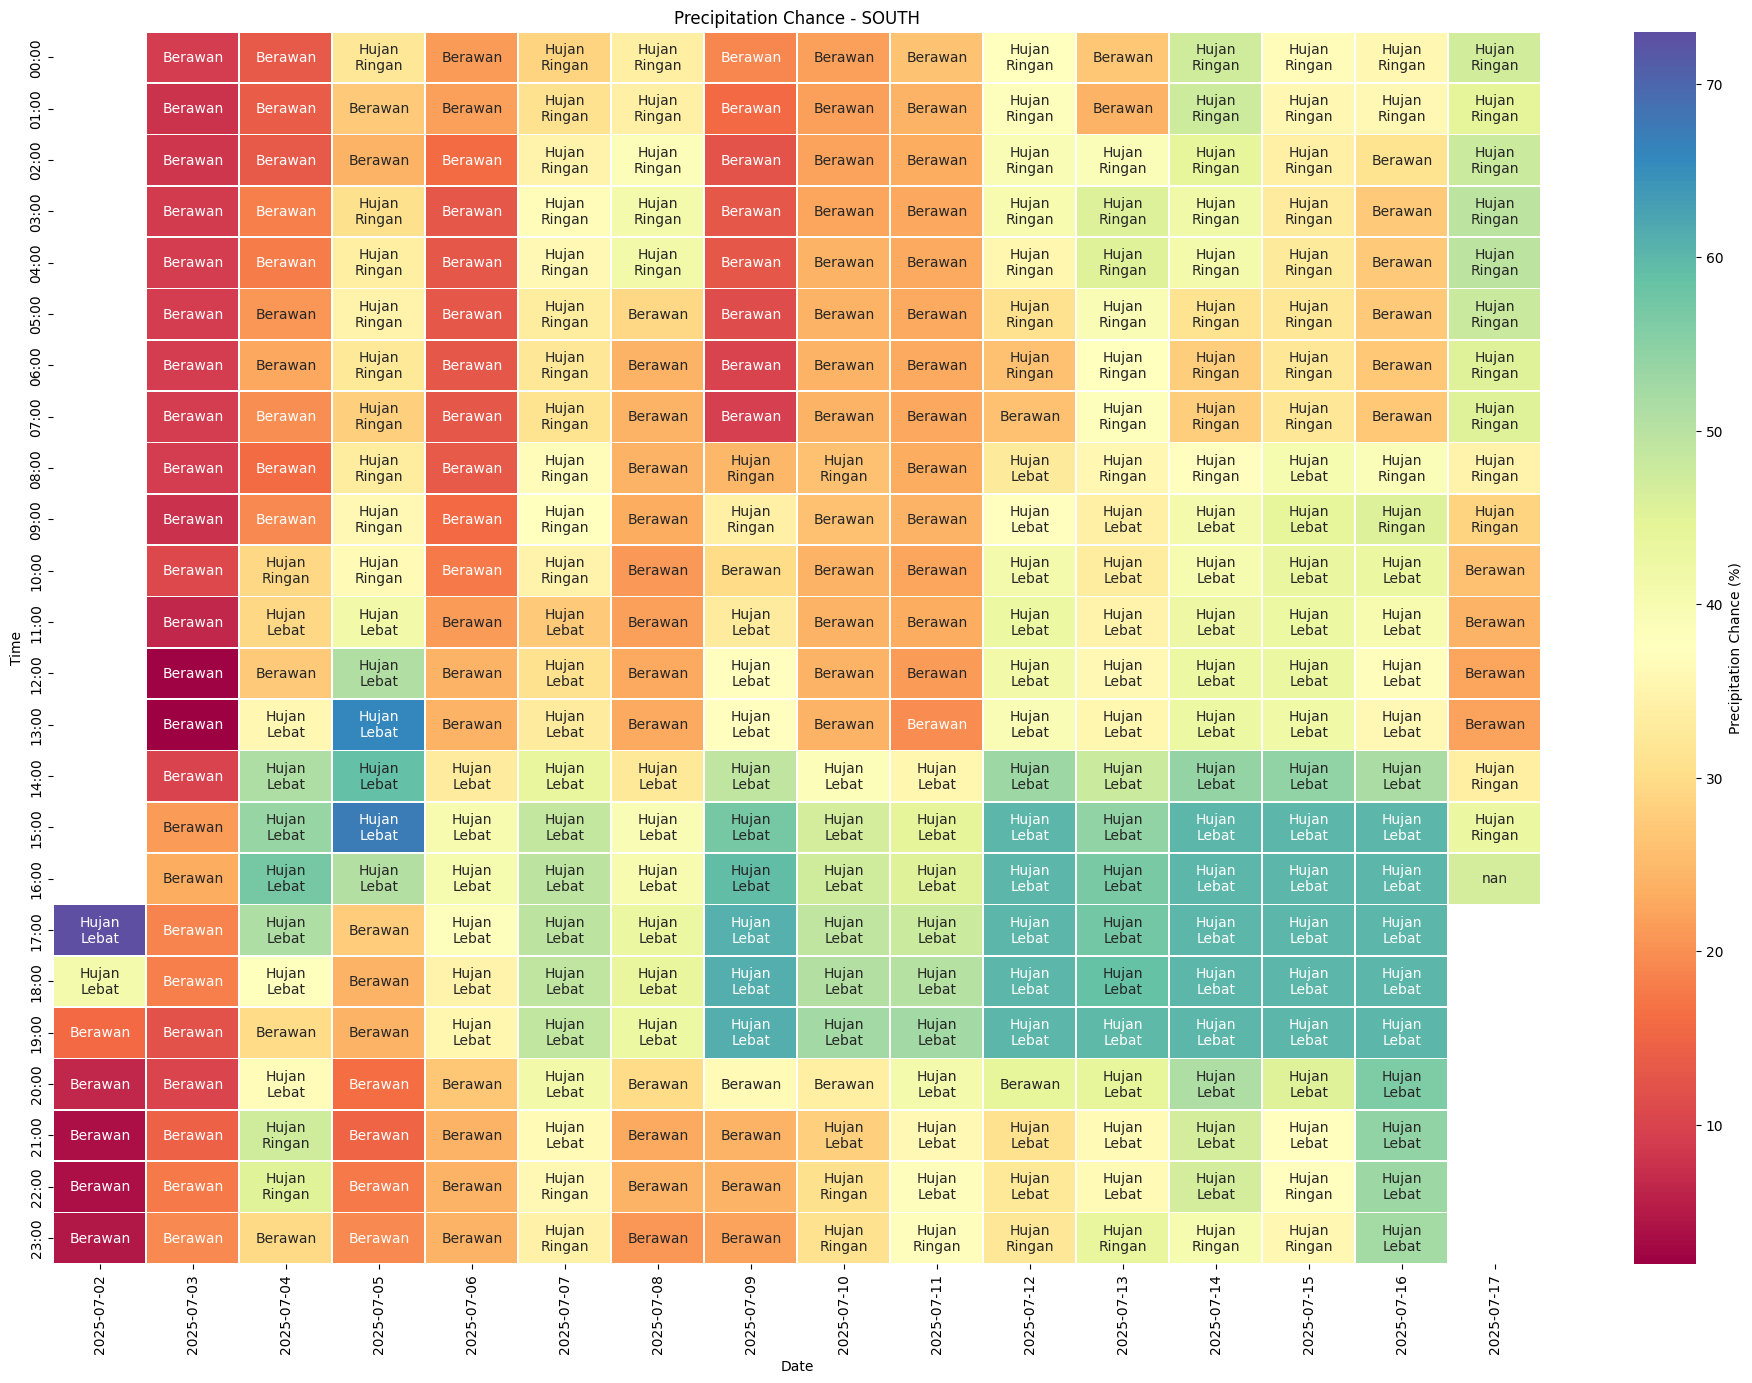 Precipitation Chance - SOUTH
00:00 Berawan Berawan Hujan Ringan Berawan Hujan Ringan Hujan Ringan Berawan Berawan Berawan Hujan Ringan Berawan Hujan Ringan Hujan Ringan Hujan Ringan Hujan Ringan
01:00 Berawan Berawan Berawan Berawan Hujan Ringan Hujan Ringan Berawan Berawan Berawan Hujan Ringan Berawan Hujan Ringan Hujan Ringan Hujan Ringan Hujan Ringan
02:00 Berawan Berawan Berawan Berawan Hujan Ringan Hujan Ringan Berawan Berawan Berawan Hujan Ringan Hujan Ringan Hujan Ringan Hujan Ringan Berawan Hujan Ringan
03:00 Berawan Berawan Hujan Ringan Berawan Hujan Ringan Hujan Ringan Berawan Berawan Berawan Hujan Ringan Hujan Ringan Hujan Ringan Hujan Ringan Berawan Hujan Ringan
04:00 Berawan Berawan Hujan Ringan Berawan Hujan Ringan Hujan Ringan Berawan Berawan Berawan Hujan Ringan Hujan Ringan Hujan Ringan Hujan Ringan Berawan Hujan Ringan
05:00 Berawan Berawan Hujan Ringan Berawan Hujan Ringan Berawan Berawan Berawan Berawan Hujan Ringan Hujan Ringan Hujan Ringan Hujan Ringan Berawan Hujan Ringan
06:00 Berawan Berawan Hujan Ringan Berawan Hujan Ringan Berawan Berawan Berawan Berawan Hujan Ringan Hujan Ringan Hujan Ringan Hujan Ringan Berawan Hujan Ringan
07:00 Berawan Berawan Hujan Ringan Berawan Hujan Ringan Berawan Berawan Berawan Berawan Berawan Hujan Ringan Hujan Ringan Hujan Ringan Berawan Hujan Ringan
08:00 Berawan Berawan Hujan Ringan Berawan Hujan Ringan Berawan Hujan Ringan Hujan Ringan Berawan Hujan Lebat Hujan Ringan Hujan Ringan Hujan Lebat Hujan Ringan Hujan Ringan
09:00 Berawan Berawan Hujan Ringan Berawan Hujan Ringan Berawan Hujan Ringan Berawan Berawan Hujan Lebat Hujan Lebat Hujan Lebat Hujan Lebat Hujan Ringan Hujan Ringan
10:00 Berawan Hujan Ringan Hujan Ringan Berawan Hujan Ringan Berawan Berawan Berawan Berawan Hujan Lebat Hujan Lebat Hujan Lebat Hujan Lebat Hujan Lebat Berawan
11:00 Berawan Hujan Lebat Hujan Lebat Berawan Hujan Lebat Berawan Hujan Lebat Berawan Berawan Hujan Lebat Hujan Lebat Hujan Lebat Hujan Lebat Hujan Lebat Berawan
12:00 Berawan Berawan Hujan Lebat Berawan Hujan Lebat Berawan Hujan Lebat Berawan Berawan Hujan Lebat Hujan Lebat Hujan Lebat Hujan Lebat Hujan Lebat Berawan
13:00 Berawan Hujan Lebat Hujan Lebat Berawan Hujan Lebat Berawan Hujan Lebat Berawan Berawan Hujan Lebat Hujan Lebat Hujan Lebat Hujan Lebat Hujan Lebat Berawan
14:00 Berawan Hujan Lebat Hujan Lebat Hujan Lebat Hujan Lebat Hujan Lebat Hujan Lebat Hujan Lebat Hujan Lebat Hujan Lebat Hujan Lebat Hujan Lebat Hujan Lebat Hujan Lebat Hujan Ringan
15:00 Berawan Hujan Lebat Hujan Lebat Hujan Lebat Hujan Lebat Hujan Lebat Hujan Lebat Hujan Lebat Hujan Lebat Hujan Lebat Hujan Lebat Hujan Lebat Hujan Lebat Hujan Lebat Hujan Ringan
16:00 Berawan Hujan Lebat Hujan Lebat Hujan Lebat Hujan Lebat Hujan Lebat Hujan Lebat Hujan Lebat Hujan Lebat Hujan Lebat Hujan Lebat Hujan Lebat Hujan Lebat Hujan Lebat nan
17:00 Hujan Lebat Berawan Hujan Lebat Berawan Hujan Lebat Hujan Lebat Hujan Lebat Hujan Lebat Hujan Lebat Hujan Lebat Hujan Lebat Hujan Lebat Hujan Lebat Hujan Lebat Hujan Lebat
18:00 Hujan Lebat Berawan Hujan Lebat Berawan Hujan Lebat Hujan Lebat Hujan Lebat Hujan Lebat Hujan Lebat Hujan Lebat Hujan Lebat Hujan Lebat Hujan Lebat Hujan Lebat Hujan Lebat
19:00 Berawan Berawan Berawan Berawan Hujan Lebat Hujan Lebat Hujan Lebat Hujan Lebat Hujan Lebat Hujan Lebat Hujan Lebat Hujan Lebat Hujan Lebat Hujan Lebat Hujan Lebat
20:00 Berawan Berawan Hujan Lebat Berawan Berawan Hujan Lebat Berawan Berawan Berawan Hujan Lebat Berawan Hujan Lebat Hujan Lebat Hujan Lebat Hujan Lebat
21:00 Berawan Berawan Hujan Ringan Berawan Berawan Hujan Lebat Berawan Berawan Hujan Lebat Hujan Lebat Hujan Lebat Hujan Lebat Hujan Lebat Hujan Lebat Hujan Lebat
22:00 Berawan Berawan Hujan Ringan Berawan Berawan Hujan Ringan Berawan Berawan Hujan Ringan Hujan Lebat Hujan Lebat Hujan Lebat Hujan Lebat Hujan Ringan Hujan Lebat
23:00 Berawan Berawan Berawan Berawan Berawan Hujan Ringan Berawan Berawan Hujan Ringan Hujan Ringan Hujan Ringan Hujan Ringan Hujan Ringan Hujan Ringan Hujan Lebat
Time
2025-07-02 2025-07-03 2025-07-04 2025-07-05 2025-07-06 2025-07-07 2025-07-08 2025-07-09 2025-07-10 2025-07-11 2025-07-12 2025-07-13 2025-07-14 2025-07-15 2025-07-16 2025-07-17
Date
70
60
50
40
30
20
10
Precipitation Chance (%)